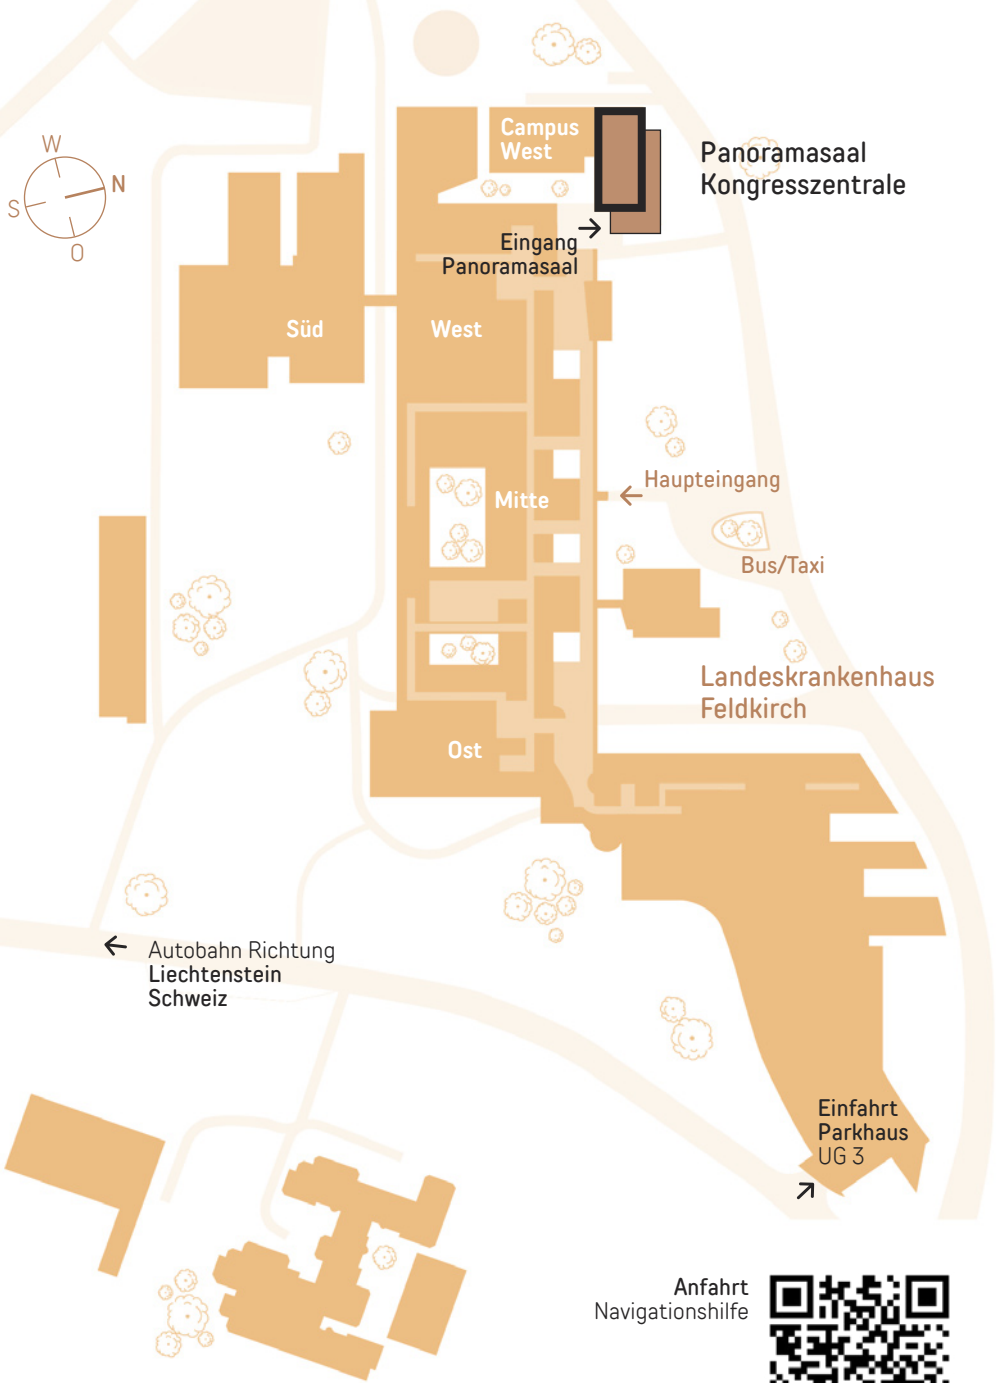 Campus
West
W
N
S
O
Panoramasaal
Kongresszentrale
Eingang
Panoramasaal
Süd
West
Haupteingang
Mitte
Bus/Taxi
Landeskrankenhaus
Feldkirch
Ost
Autobahn Richtung
Liechtenstein
Schweiz
Einfahrt
Parkhaus
UG 3
Anfahrt
Navigationshilfe